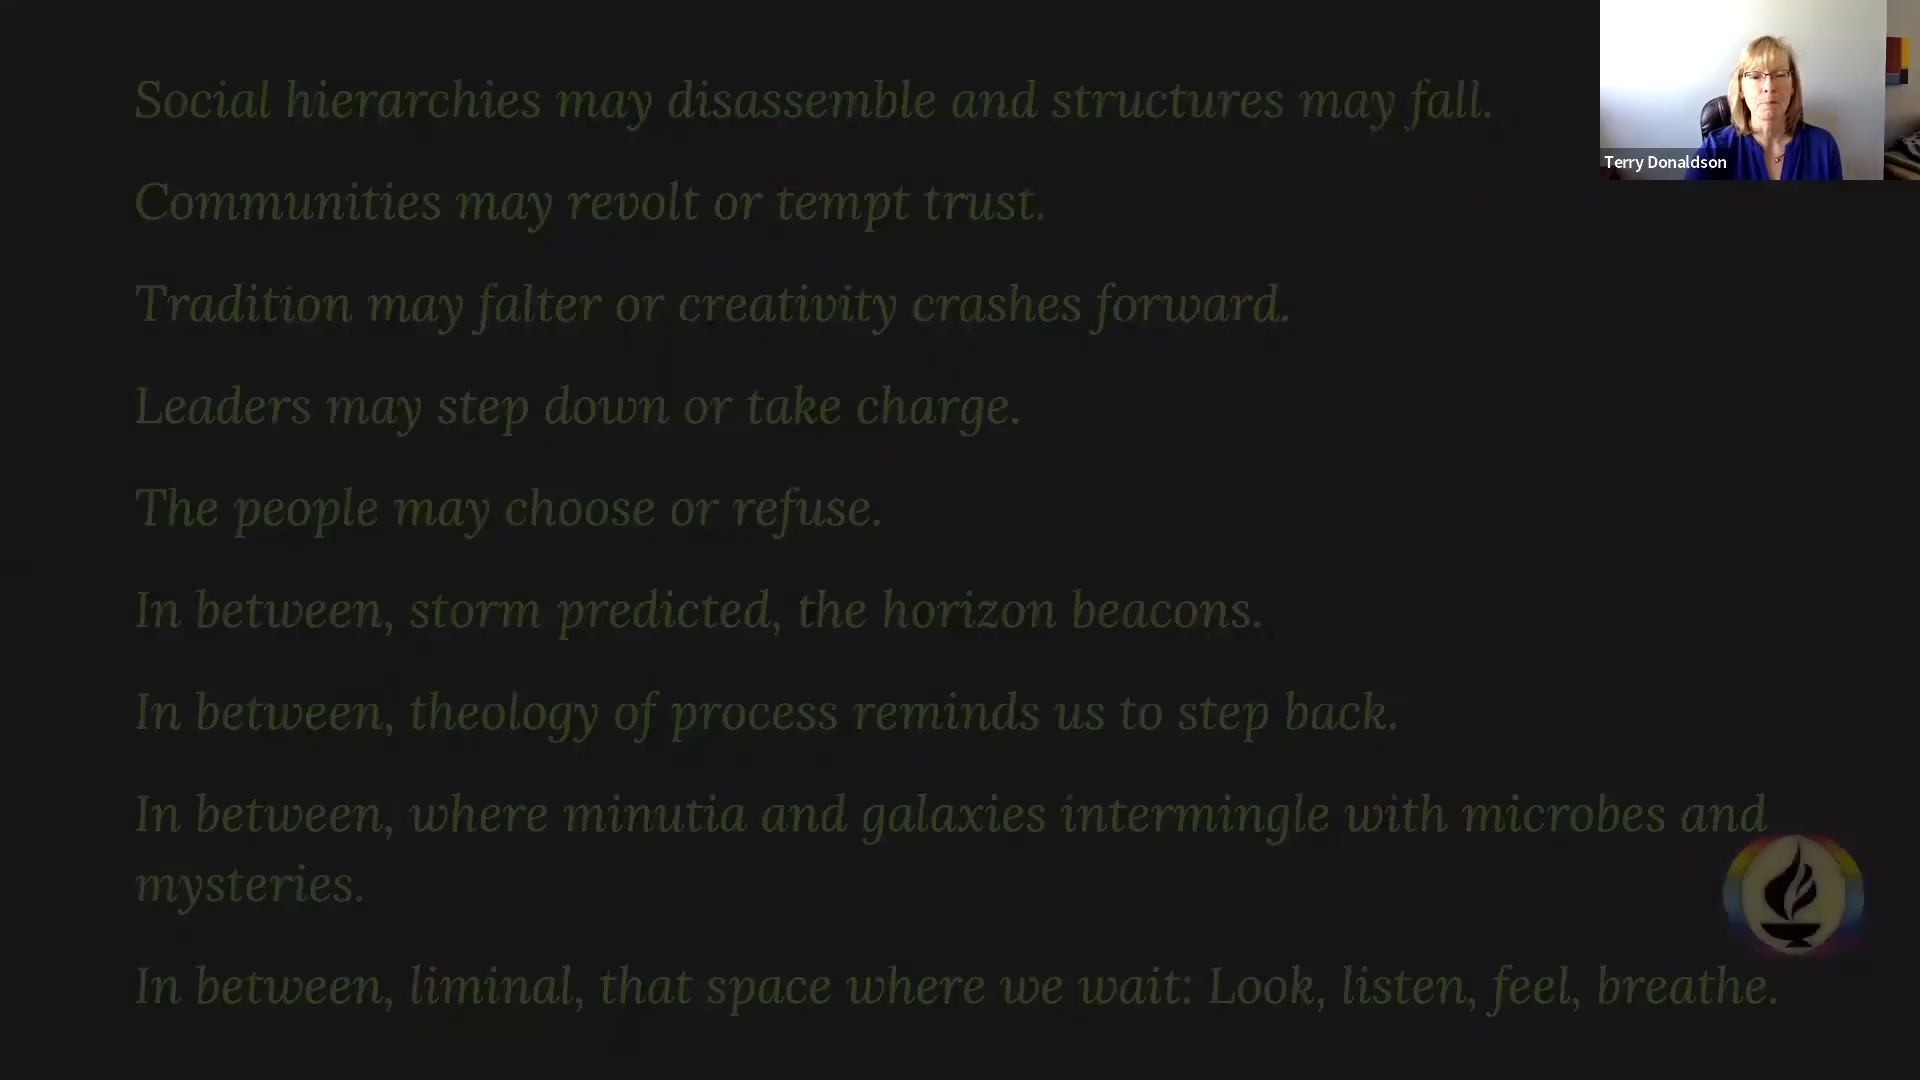 Social hierarchies may disassemble and structures may fall.
Terry Donaldson
Communities may revolt or tempt trust.
Tradition may falter or creativity crashes forward.
Leaders may step down or take charge.
The people may choose or refuse.
In between, storm predicted, the horizon beacons.
In between, theology of process reminds us to step back.
In between, where minutia and galaxies intermingle with microbes and
mysteries.
In between, liminal, that space where we wait: Look, listen, feel, breathe.